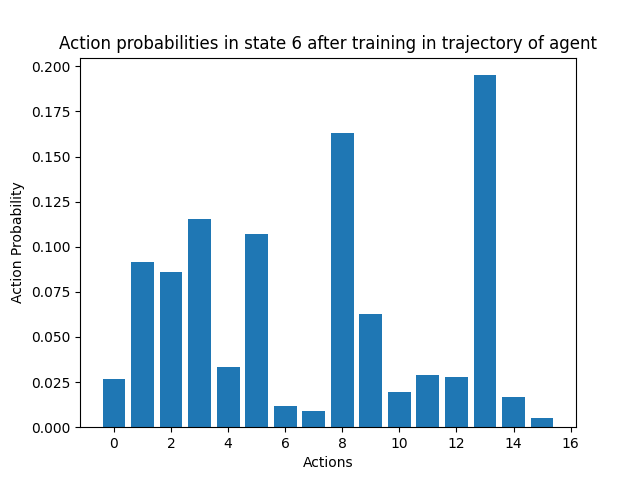 Action probabilities in state 6 after training in trajectory of agent
0.200
0.175
0.150
0.125
0.100
0.075
0.050
0.025
0.000
Action Probability
0 2 4 6 8 10 12 14 16
Actions